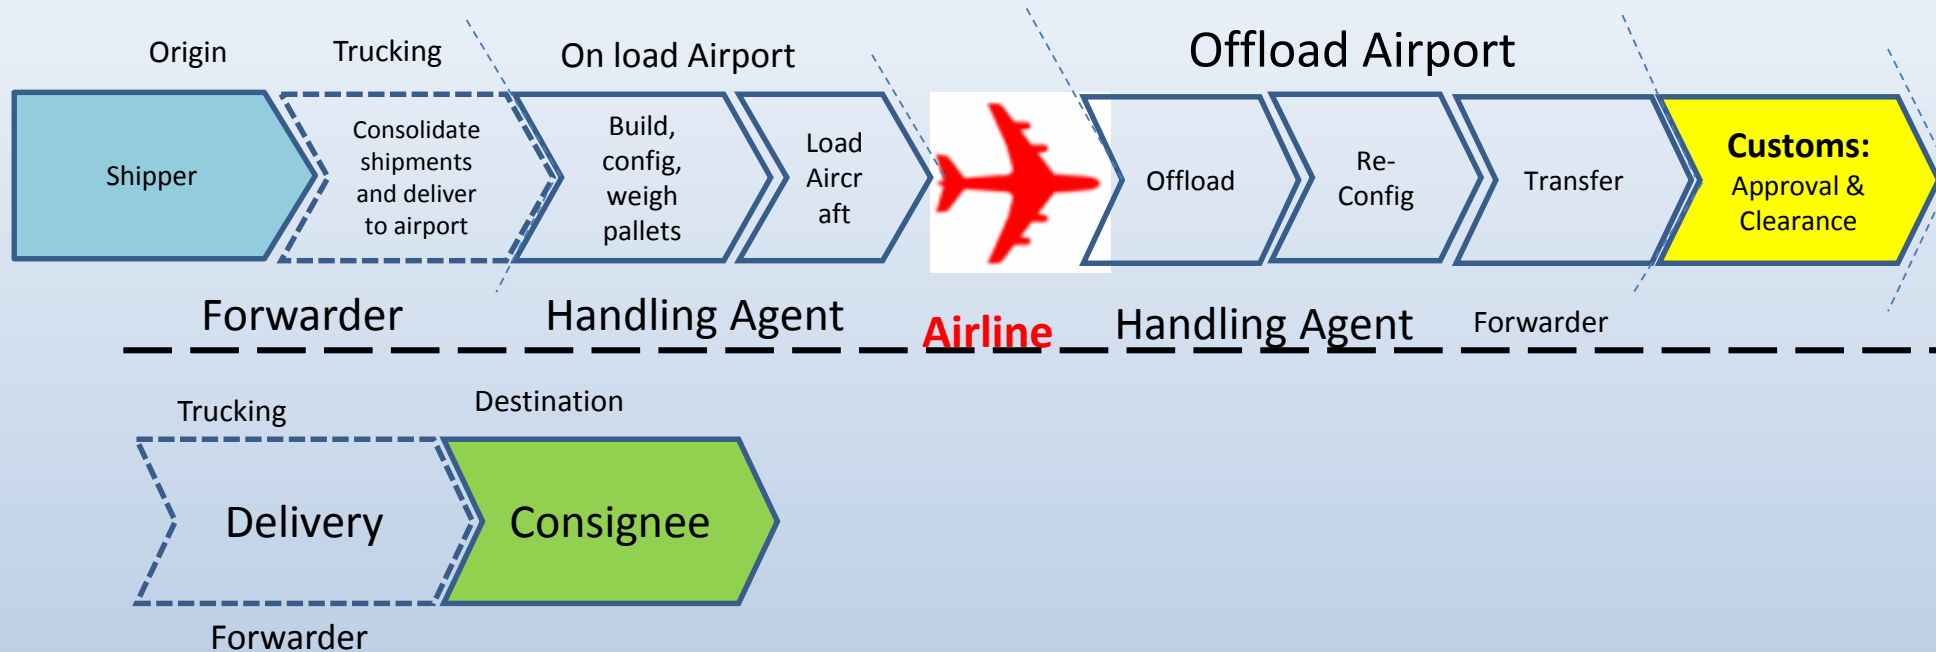 Origin
Trucking
On load Airport
Offload Airport
Shipper
Consolidate
shipments
and deliver
to airport
Build,
config,
weigh
pallets
Load
Aircr
aft
Offload
Re-
Config
Transfer
Customs:
Approval &
Clearance
Forwarder
Handling Agent
Airline
Handling Agent
Forwarder
Trucking
Destination
Delivery
Consignee
Forwarder